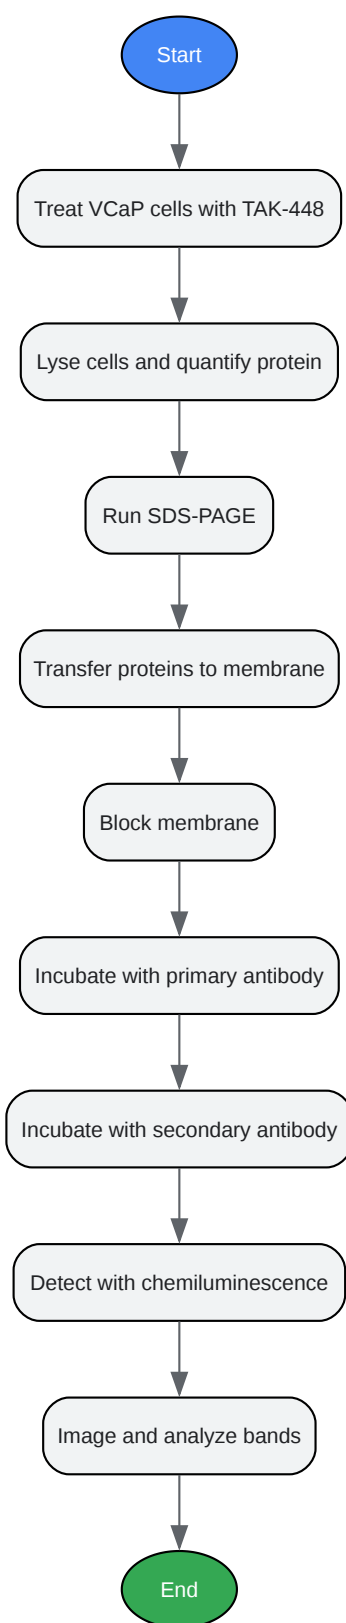 Start
Treat VCaP cells with TAK-448
Lyse cells and quantify protein
Run SDS-PAGE
Transfer proteins to membrane
Block membrane
Incubate with primary antibody
Incubate with secondary antibody
Detect with chemiluminescence
Image and analyze bands
End